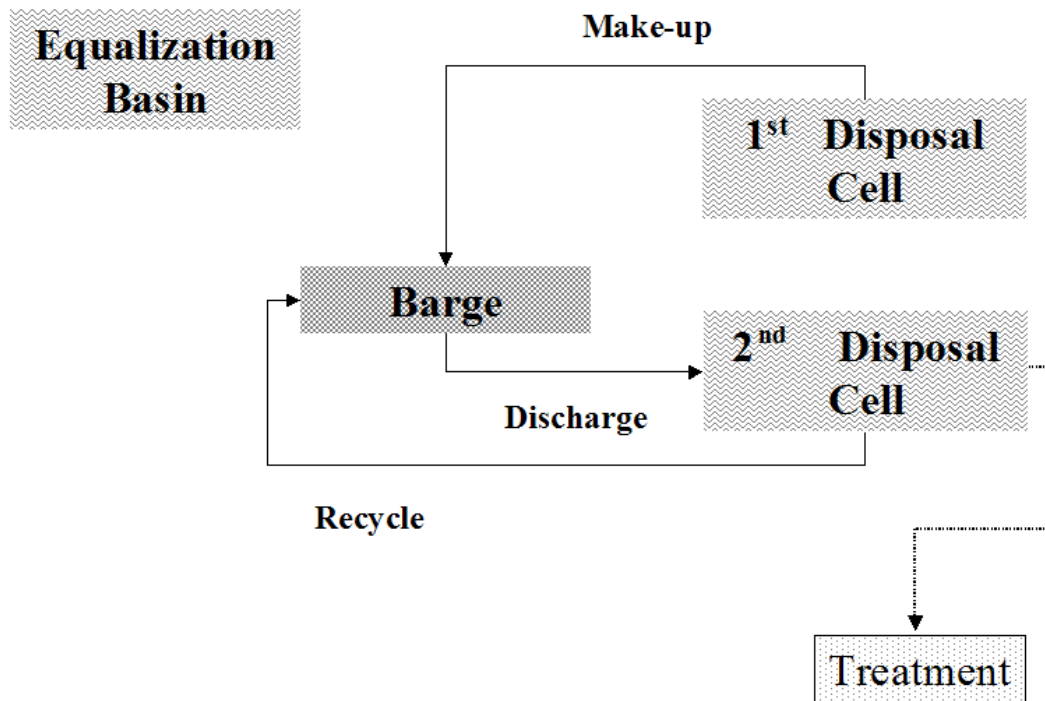 Make-up
Equalization
Basin
1st Disposal
Cell
Barge
2nd Disposal
Cell
Discharge
Recycle
Treatment